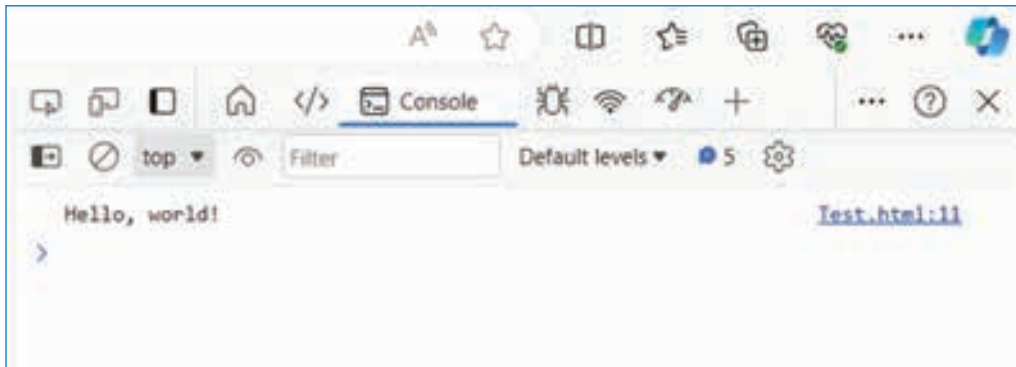 A
</> Console
top Filter Default levels 5
Hello, world! Test.html:11
>